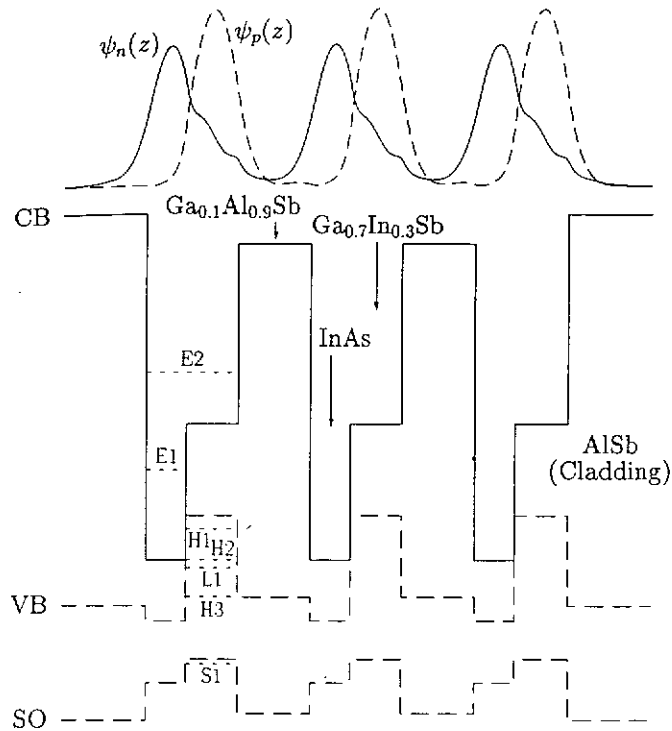 ψₙ(z)
ψₚ(z)
CB
Ga₀.₁Al₀.₉Sb
Ga₀.₇In₀.₃Sb
InAs
E2
E1
AlSb
(Cladding)
H1
H2
L1
VB
H3
S1
SO